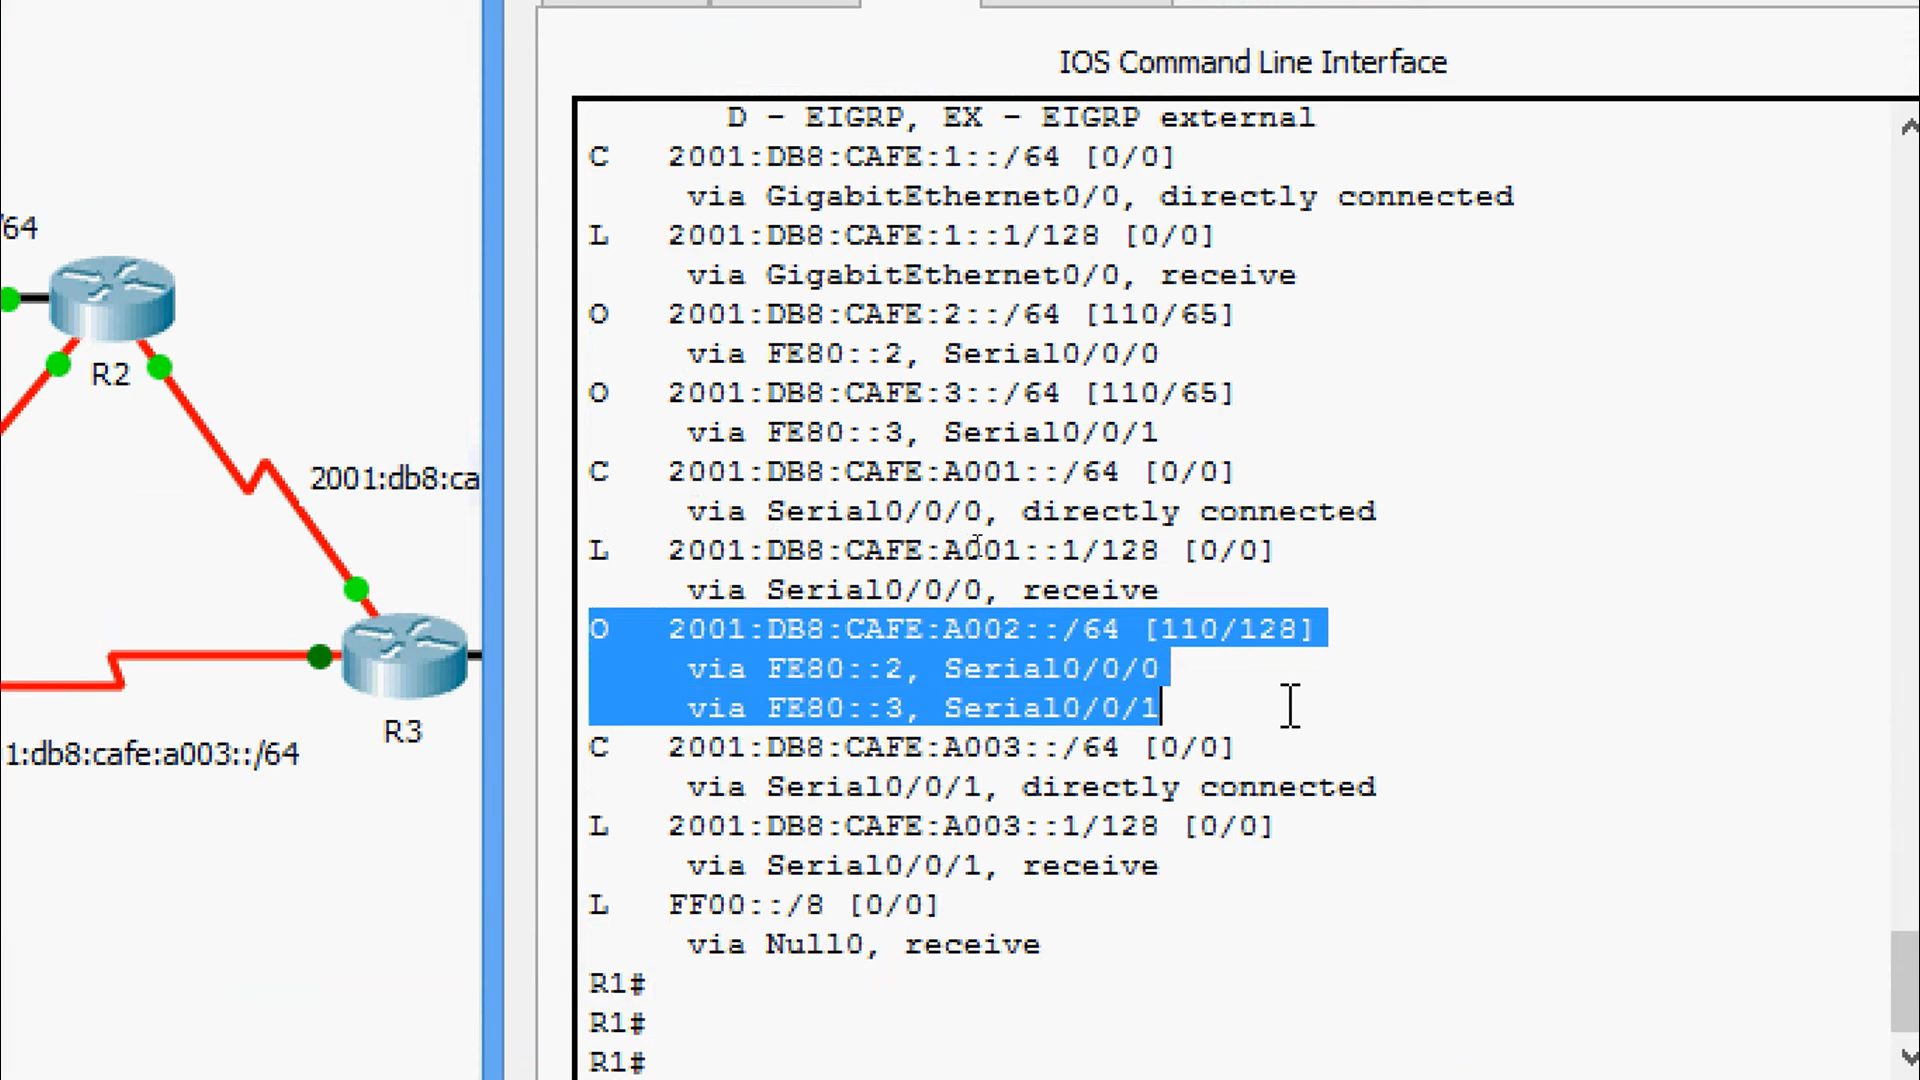 /64
R2
2001:db8:ca
R3
1:db8:cafe:a003::/64
IOS Command Line Interface
D - EIGRP, EX - EIGRP external
C 2001:DB8:CAFE:1::/64 [0/0]
via GigabitEthernet0/0, directly connected
L 2001:DB8:CAFE:1::1/128 [0/0]
via GigabitEthernet0/0, receive
O 2001:DB8:CAFE:2::/64 [110/65]
via FE80::2, Serial0/0/0
O 2001:DB8:CAFE:3::/64 [110/65]
via FE80::3, Serial0/0/1
C 2001:DB8:CAFE:A001::/64 [0/0]
via Serial0/0/0, directly connected
L 2001:DB8:CAFE:A001::1/128 [0/0]
via Serial0/0/0, receive
O 2001:DB8:CAFE:A002::/64 [110/128]
via FE80::2, Serial0/0/0
via FE80::3, Serial0/0/1
C 2001:DB8:CAFE:A003::/64 [0/0]
via Serial0/0/1, directly connected
L 2001:DB8:CAFE:A003::1/128 [0/0]
via Serial0/0/1, receive
L FF00::/8 [0/0]
via Null0, receive
R1#
R1#
R1#